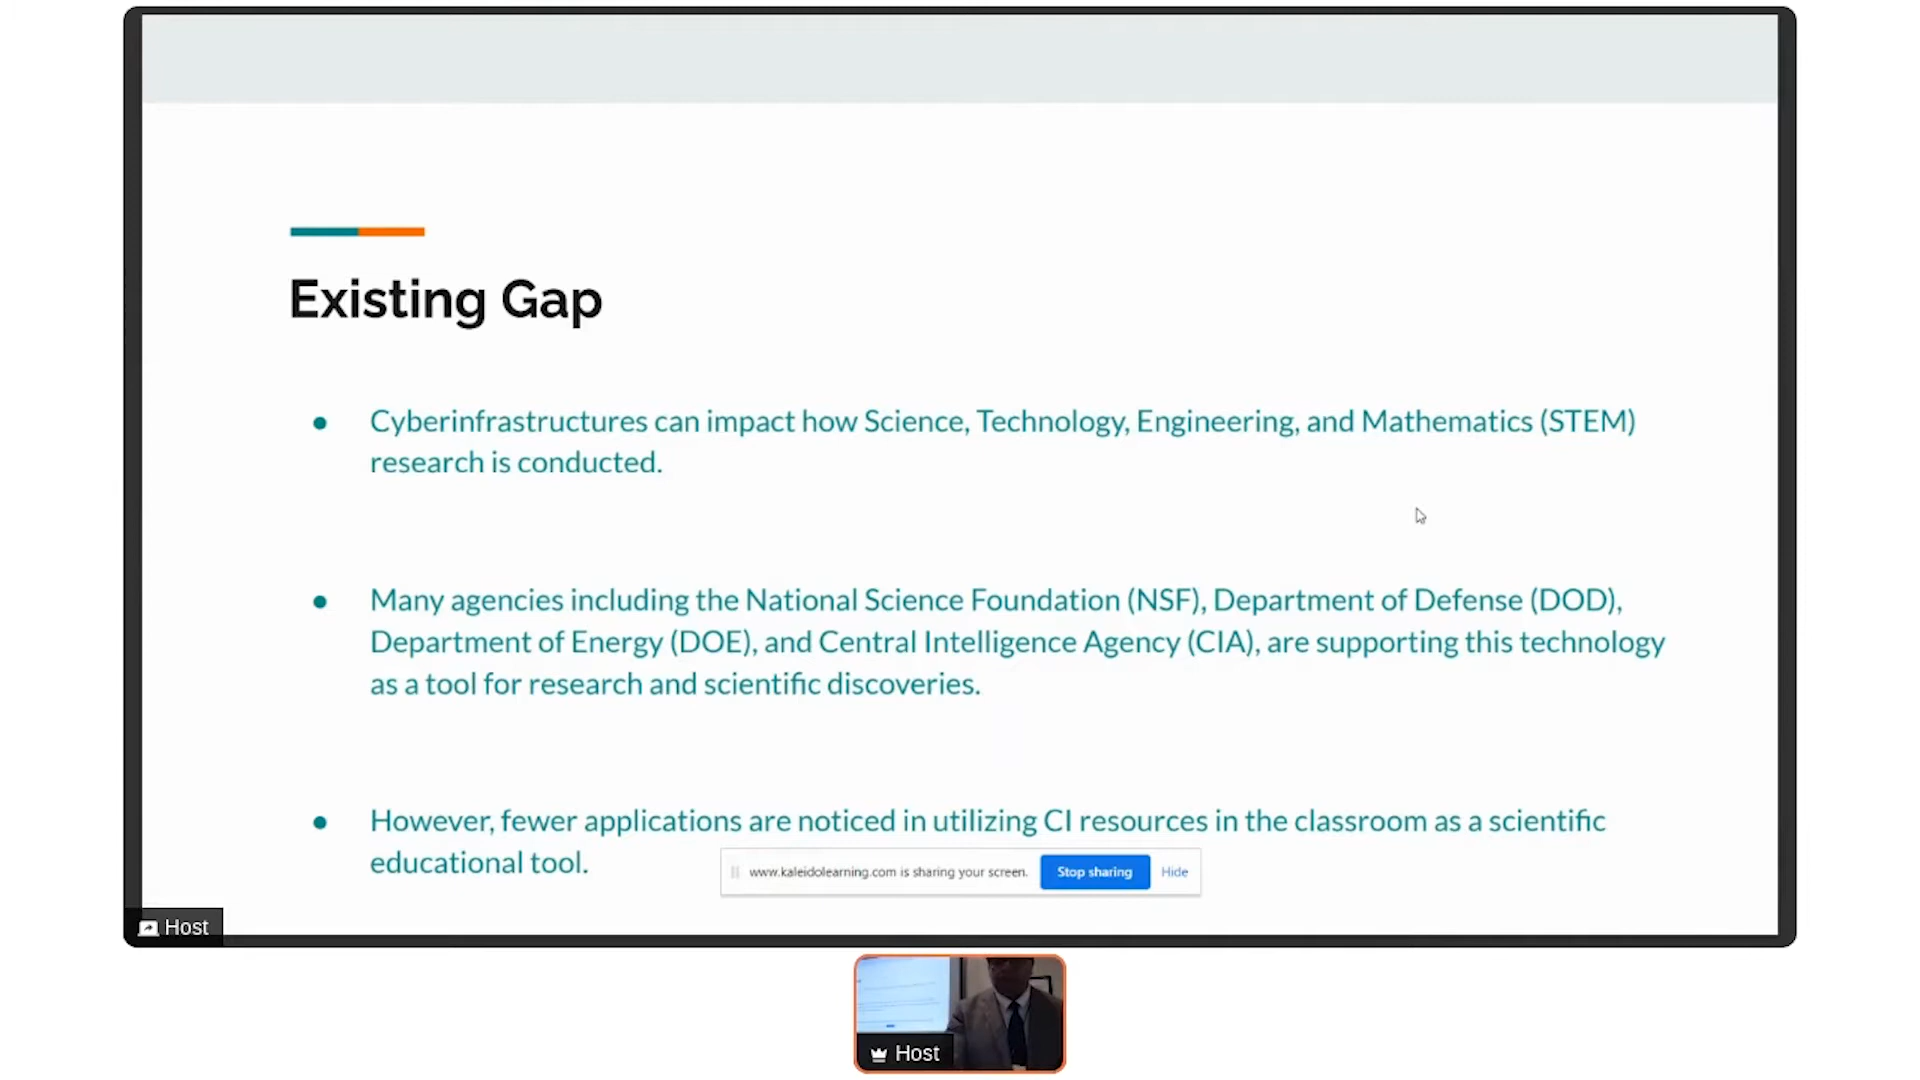 Existing Gap
● Cyberinfrastructures can impact how Science, Technology, Engineering, and Mathematics (STEM)
research is conducted.
● Many agencies including the National Science Foundation (NSF), Department of Defense (DOD),
Department of Energy (DOE), and Central Intelligence Agency (CIA), are supporting this technology
as a tool for research and scientific discoveries.
● However, fewer applications are noticed in utilizing CI resources in the classroom as a scientific
educational tool.
www.kaleidolearning.com is sharing your screen. Stop sharing Hide
Host
Host